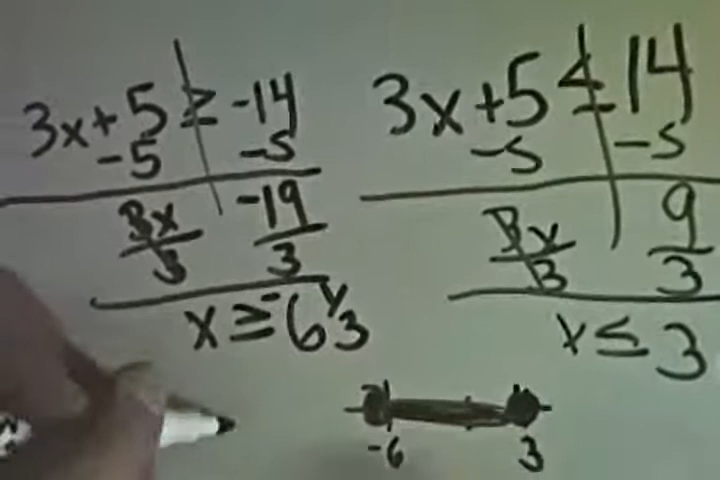 3x+5 ≥ -14
-5 -5
3x/3 -19/3
x ≥ -6 1/3
3x+5 ≤ 14
-5 -5
3x/3 9/3
x ≤ 3
-6 3